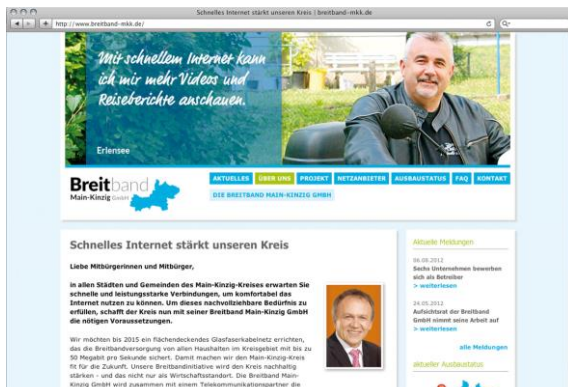 Schnelles Internet stärkt unseren Kreis | breitband-mkk.de
http://www.breitband-mkk.de/
Mit schnellem Internet kann
ich mir mehr Videos und
Reiseberichte anschauen.
Erlensee
Breitband
Main-Kinzig GmbH
AKTUELLES ÜBER UNS PROJEKT NETZANBIETER AUSBAUSTATUS FAQ KONTAKT
DIE BREITBAND MAIN-KINZIG GMBH
Schnelles Internet stärkt unseren Kreis
Liebe Mitbürgerinnen und Mitbürger,
in allen Städten und Gemeinden des Main-Kinzig-Kreises erwarten Sie
schnelle und leistungsstarke Verbindungen, um komfortabel das
Internet nutzen zu können. Um dieses nachvollziehbare Bedürfnis zu
erfüllen, schafft der Kreis nun mit seiner Breitband Main-Kinzig GmbH
die nötigen Voraussetzungen.
Wir möchten bis 2015 ein flächendeckendes Glasfaserkabelnetz errichten,
das die Breitbandversorgung von allen Haushalten im Kreisgebiet mit bis zu
50 Megabit pro Sekunde sichert. Damit machen wir den Main-Kinzig-Kreis
fit für die Zukunft. Unsere Breitbandinitiative wird den Kreis nachhaltig
stärken - und das nicht nur als Wirtschaftsstandort. Die Breitband Main-
Kinzig GmbH wird zusammen mit einem Telekommunikationspartner die
Aktuelle Meldungen
06.08.2012
Sechs Unternehmen bewerben
sich als Betreiber
> weiterlesen
24.05.2012
Aufsichtsrat der Breitband
GmbH nimmt seine Arbeit auf
> weiterlesen
alle Meldungen
aktueller Ausbaustatus